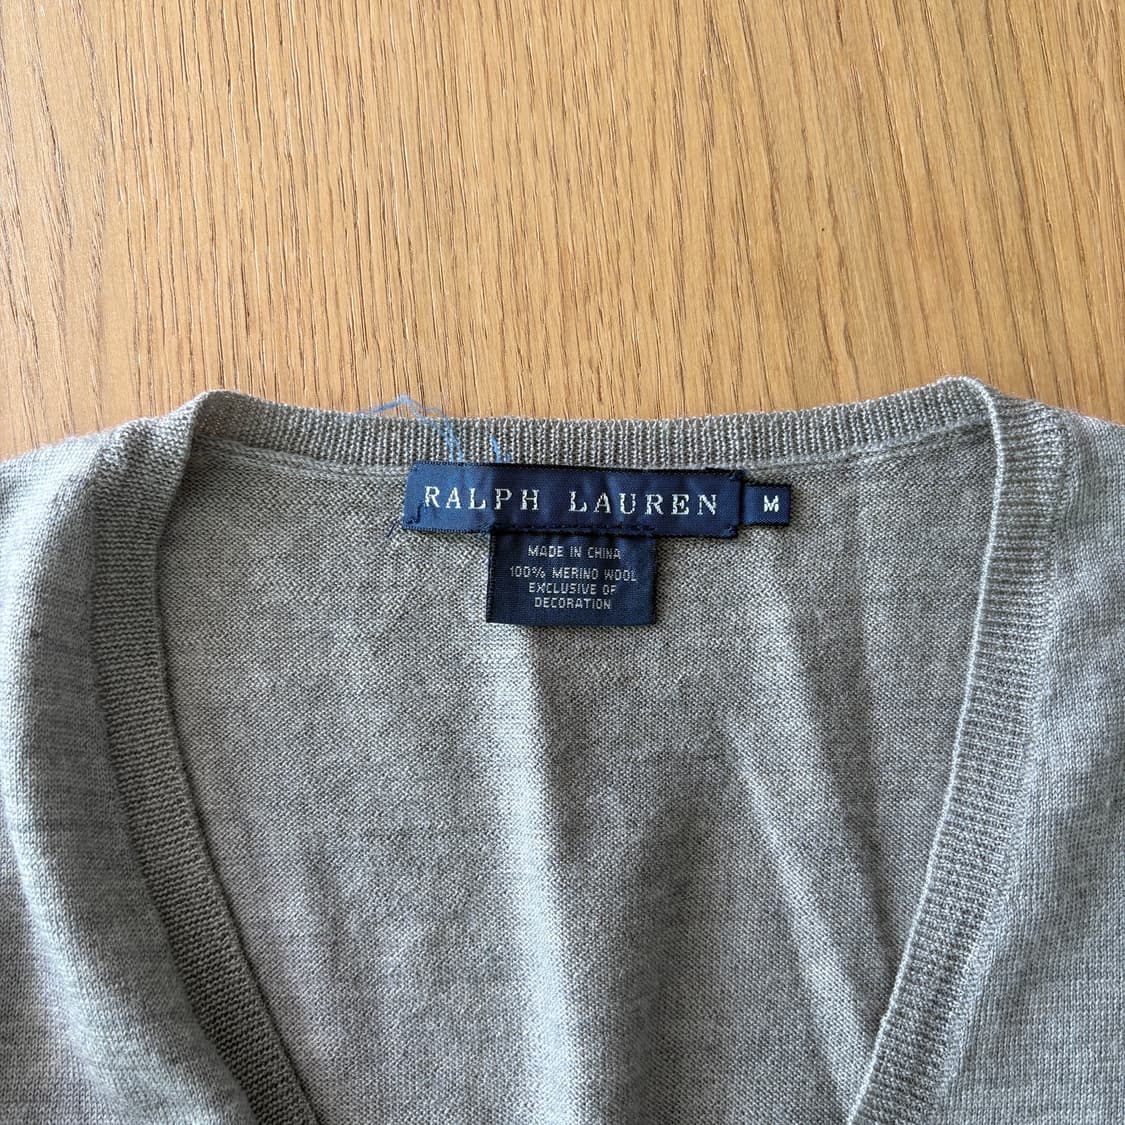 RALPH LAUREN
M
MADE IN CHINA
100% MERINO WOOL
EXCLUSIVE OF
DECORATION